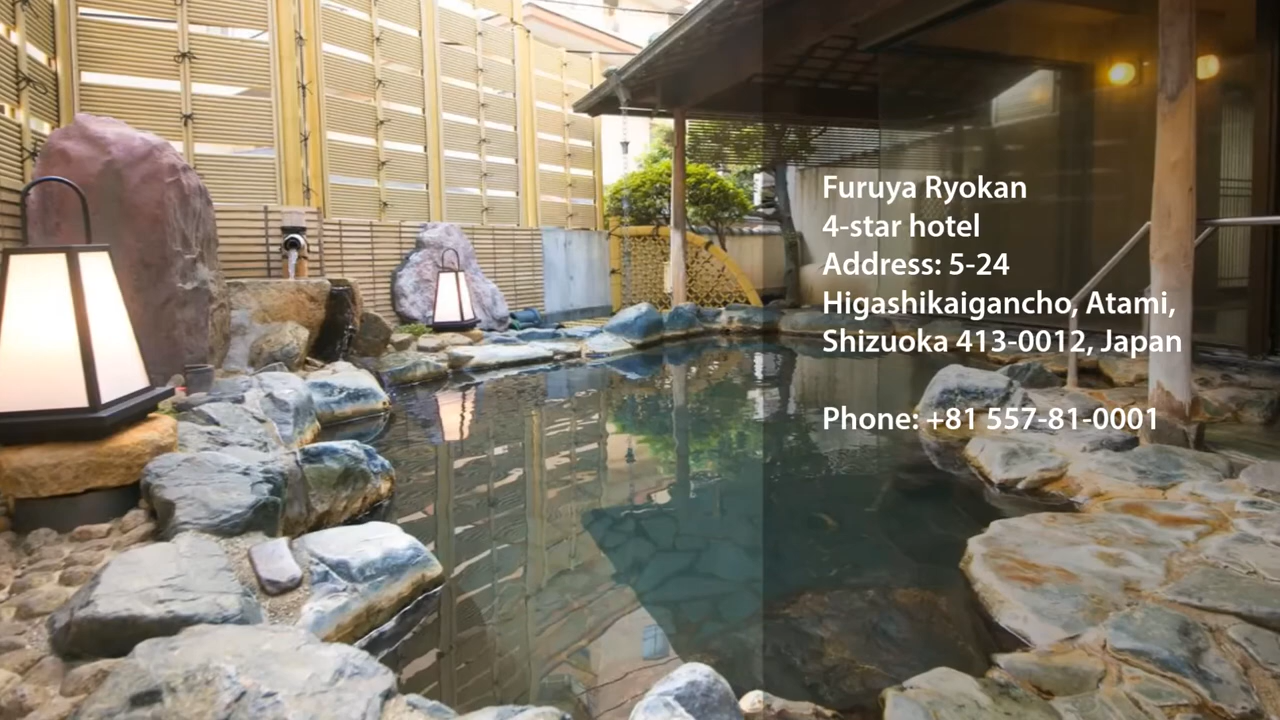 Furuya Ryokan
4-star hotel
Address: 5-24
Higashikaigancho, Atami,
Shizuoka 413-0012, Japan
Phone: +81 557-81-0001